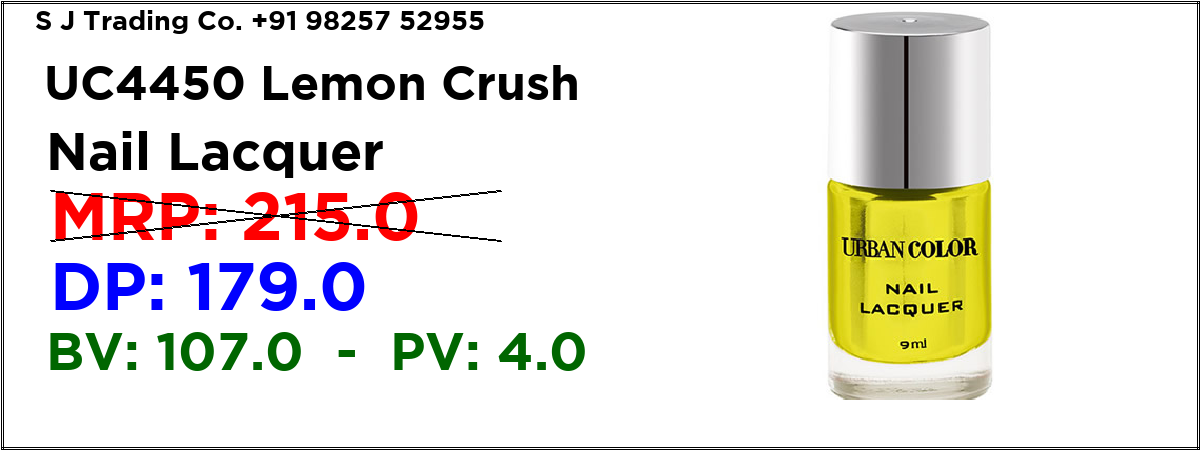 S J Trading Co. +91 98257 52955
UC4450 Lemon Crush
Nail Lacquer
MRP: 215.0
DP: 179.0
BV: 107.0 - PV: 4.0
URBAN COLOR
NAIL
LACQUER
9ml